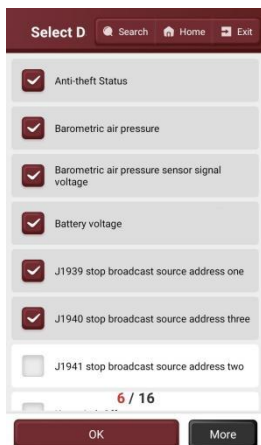 Select D Search Home Exit
Anti-theft Status
Barometric air pressure
Barometric air pressure sensor signal
voltage
Battery voltage
J1939 stop broadcast source address one
J1940 stop broadcast source address three
J1941 stop broadcast source address two
6 / 16
OK More